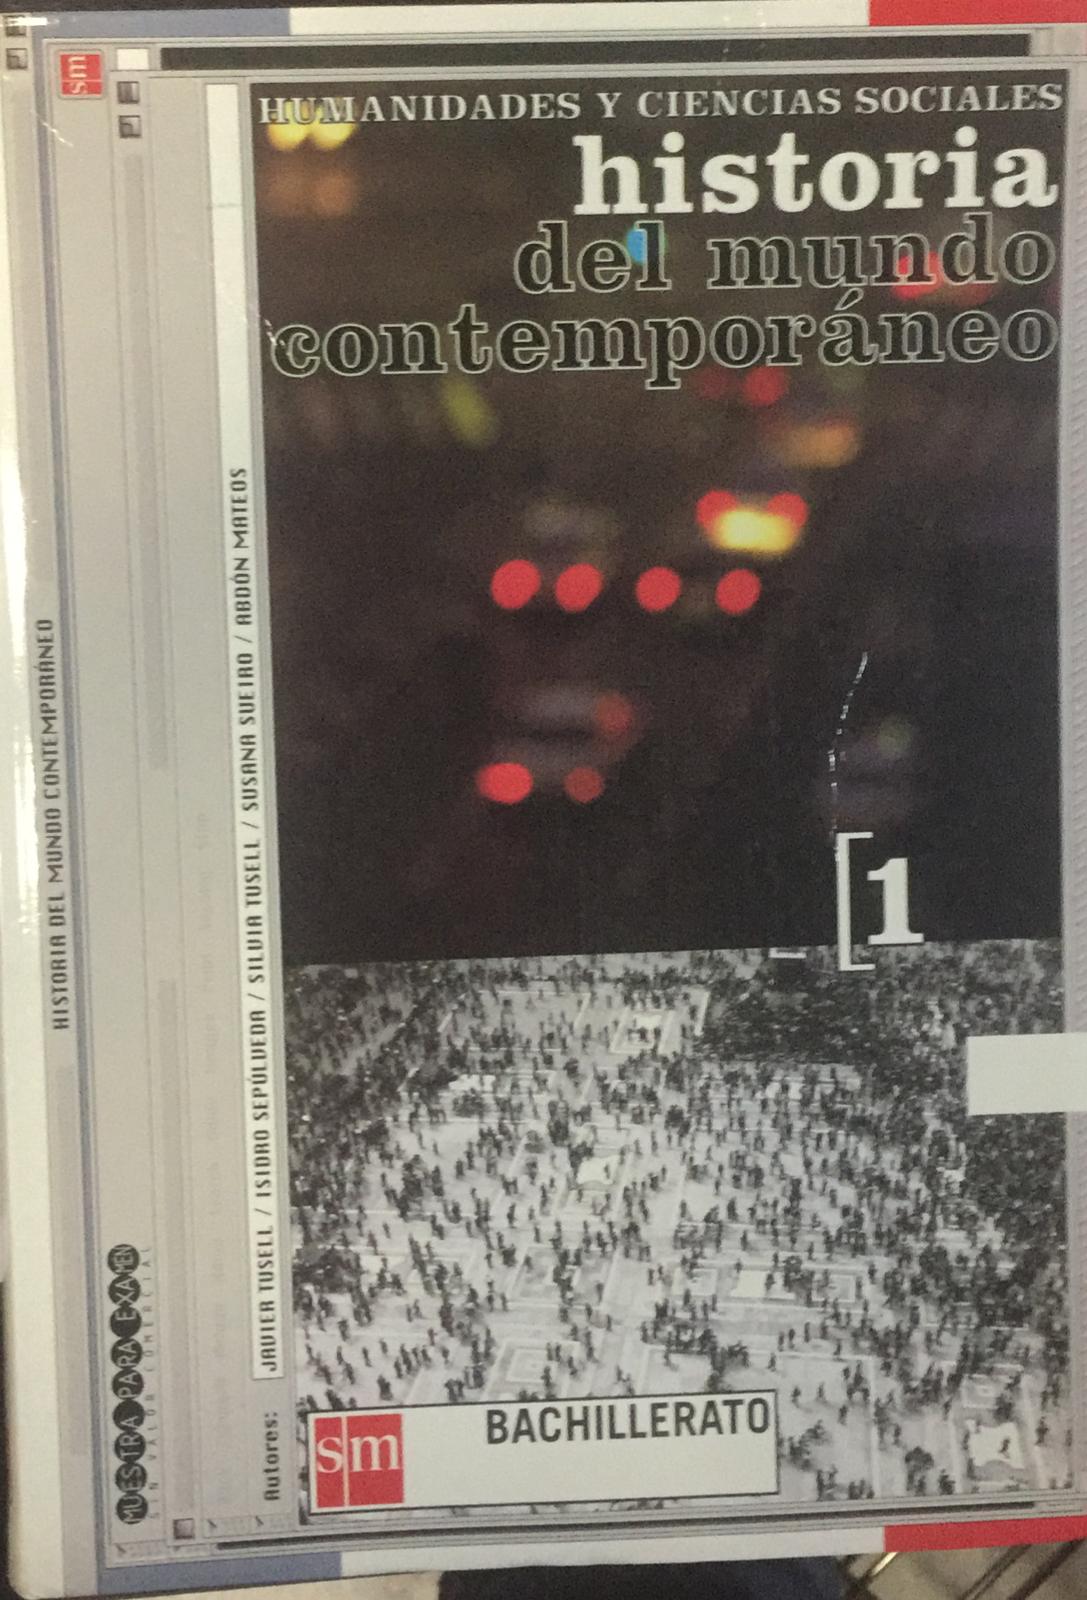 HUMANIDADES Y CIENCIAS SOCIALES
historia
del mundo
contemporáneo
[1
sm
BACHILLERATO
Autores:
JAVIER TUSELL / ISIDRO SEPÚLVEDA / SILVIA TUSELL / SUSANA SUEIRO / ABDÓN MATEOS
MUESTRA PARA EXAMEN
SIN VALOR COMERCIAL
HISTORIA DEL MUNDO CONTEMPORÁNEO
sm